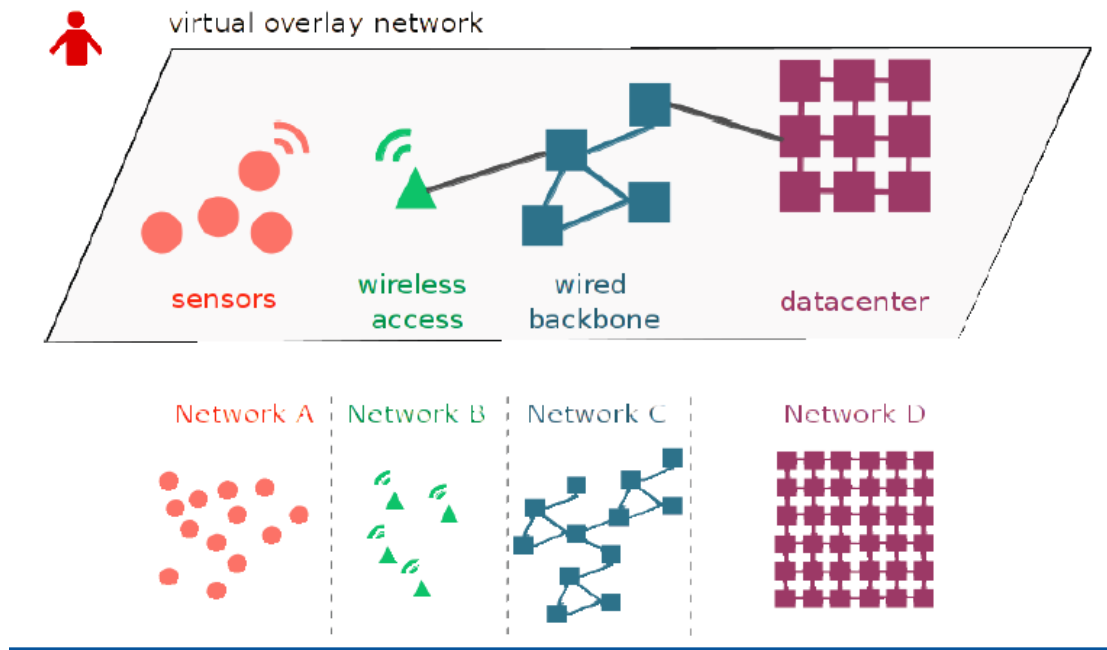 virtual overlay network
sensors
wireless
access
wired
backbone
datacenter
Network A
Network B
Network C
Network D